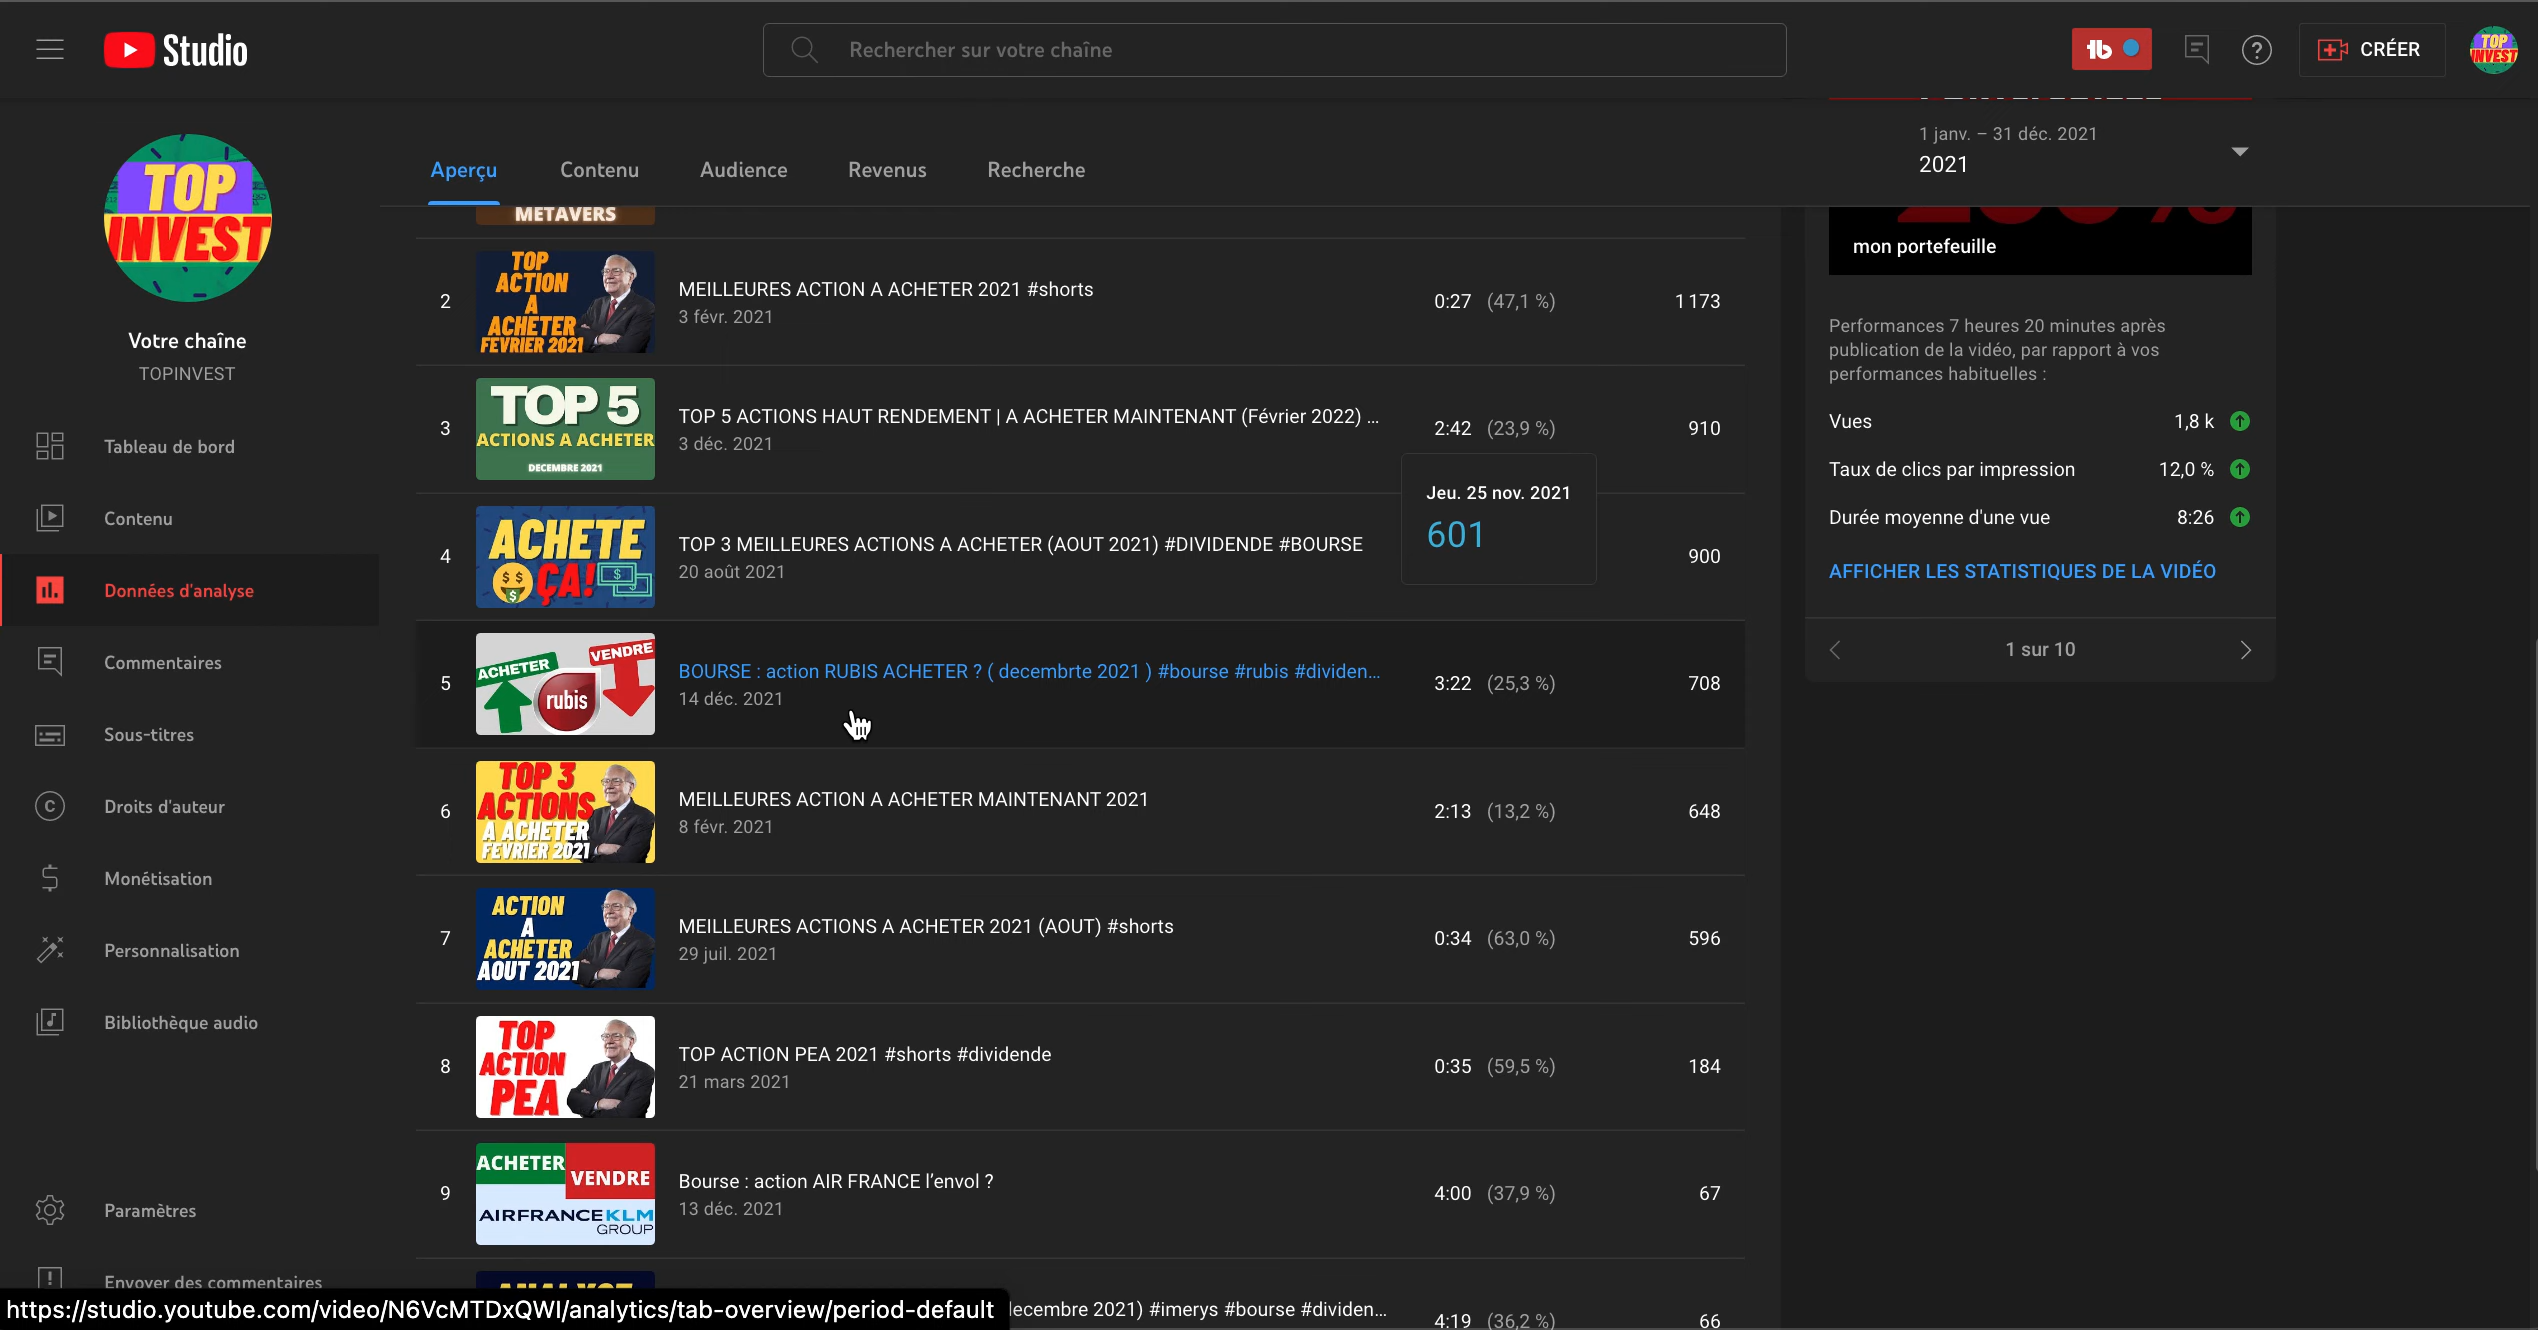 Studio
Rechercher sur votre chaîne
tb
CRÉER
TOP
INVEST
TOP
INVEST
Votre chaîne
TOPINVEST
Tableau de bord
Contenu
Données d'analyse
Commentaires
Sous-titres
Droits d'auteur
Monétisation
Personnalisation
Bibliothèque audio
Paramètres
Envoyer des commentaires
Aperçu
Contenu
Audience
Revenus
Recherche
1 janv. – 31 déc. 2021
2021
METAVERS
2
TOP
ACTION
A
ACHETER
FÉVRIER 2021
MEILLEURES ACTION A ACHETER 2021 #shorts
3 févr. 2021
0:27 (47,1 %)
1 173
3
TOP 5
ACTIONS A ACHETER
DECEMBRE 2021
TOP 5 ACTIONS HAUT RENDEMENT | A ACHETER MAINTENANT (Février 2022) ...
3 déc. 2021
2:42 (23,9 %)
910
Jeu. 25 nov. 2021
601
4
ACHETE
ÇA!
TOP 3 MEILLEURES ACTIONS A ACHETER (AOUT 2021) #DIVIDENDE #BOURSE
20 août 2021
900
5
ACHETER
VENDRE
rubis
BOURSE : action RUBIS ACHETER ? ( decembrte 2021 ) #bourse #rubis #dividen...
14 déc. 2021
3:22 (25,3 %)
708
6
TOP 3
ACTIONS
A ACHETER
FEVRIER 2021
MEILLEURES ACTION A ACHETER MAINTENANT 2021
8 févr. 2021
2:13 (13,2 %)
648
7
ACTION
A
ACHETER
AOUT 2021
MEILLEURES ACTIONS A ACHETER 2021 (AOUT) #shorts
29 juil. 2021
0:34 (63,0 %)
596
8
TOP
ACTION
PEA
TOP ACTION PEA 2021 #shorts #dividende
21 mars 2021
0:35 (59,5 %)
184
9
ACHETER
VENDRE
AIRFRANCE KLM
GROUP
Bourse : action AIR FRANCE l'envol ?
13 déc. 2021
4:00 (37,9 %)
67
ecembre 2021) #imerys #bourse #dividen...
4:19 (36,2 %)
66
mon portefeuille
Performances 7 heures 20 minutes après
publication de la vidéo, par rapport à vos
performances habituelles :
Vues 1,8 k
Taux de clics par impression 12,0 %
Durée moyenne d'une vue 8:26
AFFICHER LES STATISTIQUES DE LA VIDÉO
1 sur 10
https://studio.youtube.com/video/N6VcMTDxQWI/analytics/tab-overview/period-default